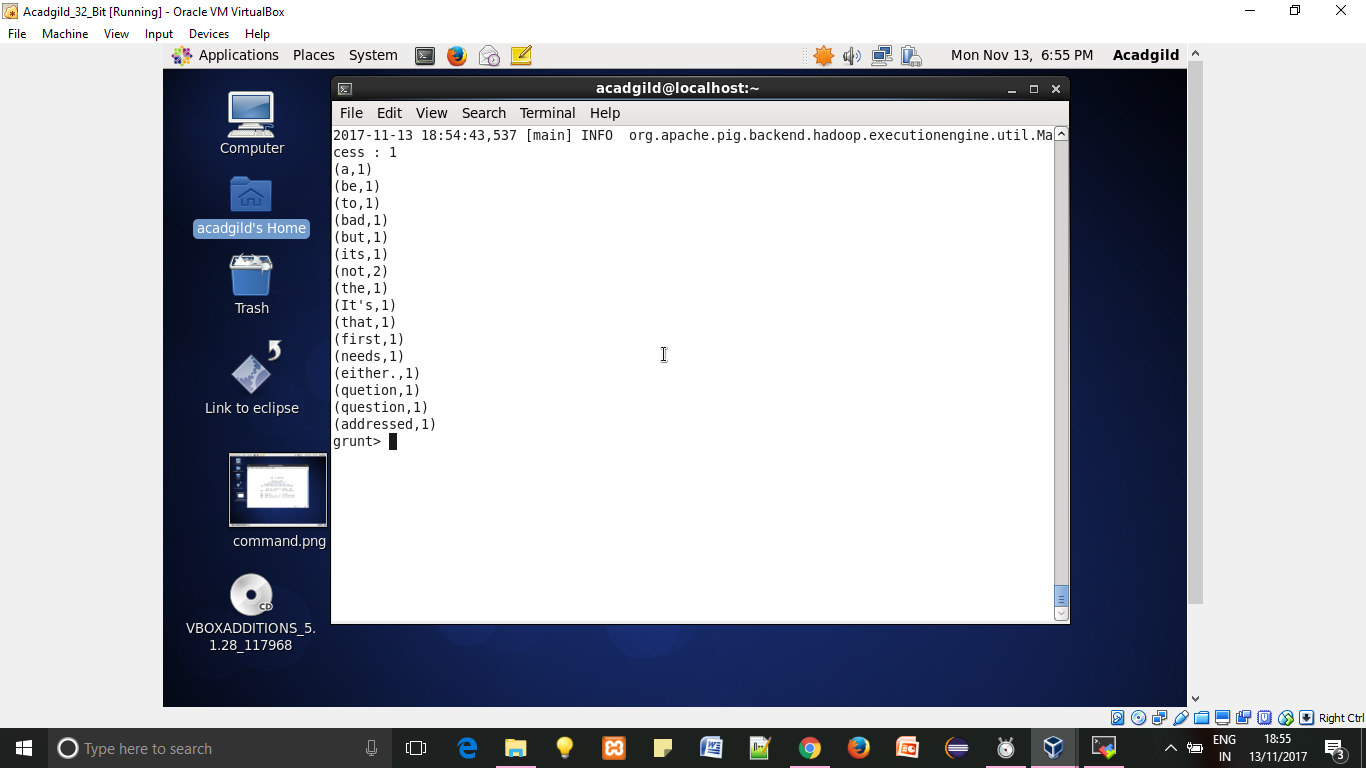 Acadgild_32_Bit [Running] - Oracle VM VirtualBox
File Machine View Input Devices Help
Applications Places System Mon Nov 13, 6:55 PM Acadgild
acadgild@localhost:~
File Edit View Search Terminal Help
2017-11-13 18:54:43,537 [main] INFO  org.apache.pig.backend.hadoop.executionengine.util.Ma
cess : 1
(a,1)
(be,1)
(to,1)
(bad,1)
(but,1)
(its,1)
(not,2)
(the,1)
(It's,1)
(that,1)
(first,1)
(needs,1)
(either.,1)
(quetion,1)
(question,1)
(addressed,1)
grunt>
Computer
acadgild's Home
Trash
Link to eclipse
command.png
CD
VBOXADDITIONS_5.
1.28_117968
Right Ctrl
Type here to search
ENG
IN
18:55
13/11/2017
3